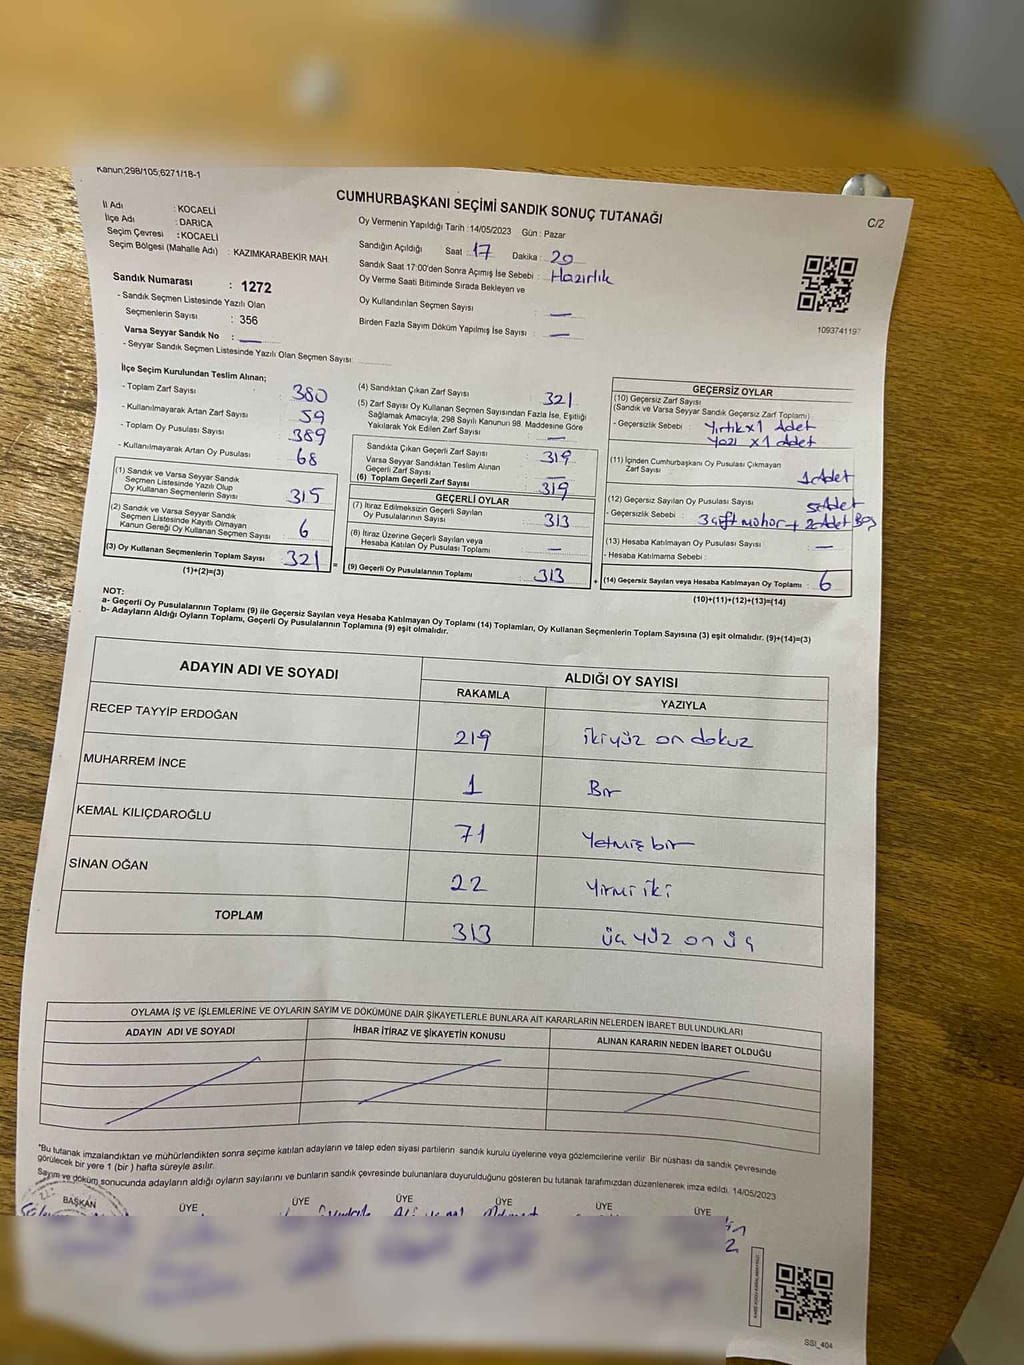 Kanun;298/105;6271/18-1
CUMHURBAŞKANI SEÇİMİ SANDIK SONUÇ TUTANAĞI
C/2
İl Adı : KOCAELİ
İlçe Adı : DARICA
Seçim Çevresi : KOCAELİ
Seçim Bölgesi (Mahalle Adı) : KAZIMKARABEKİR MAH
Sandık Numarası : 1272
- Sandık Seçmen Listesinde Yazılı Olan
Seçmenlerin Sayısı : 356
Varsa Seyyar Sandık No : —
- Seyyar Sandık Seçmen Listesinde Yazılı Olan Seçmen Sayısı:
Oy Vermenin Yapıldığı Tarih :14/05/2023 Gün : Pazar
Sandığın Açıldığı Saat : 17 Dakika : 20
Sandık Saat 17:00'den Sonra Açımış İse Sebebi : Hazırlık
Oy Verme Saati Bitiminde Sırada Bekleyen ve
Oy Kullandırılan Seçmen Sayısı : —
Birden Fazla Sayım Döküm Yapılmış İse Sayısı : —
109374119
İlçe Seçim Kurulundan Teslim Alınan;
- Toplam Zarf Sayısı 380
- Kullanılmayarak Artan Zarf Sayısı 59
- Toplam Oy Pusulası Sayısı 389
- Kullanılmayarak Artan Oy Pusulası 68
(1) Sandık ve Varsa Seyyar Sandık
Seçmen Listesinde Yazılı Olup
Oy Kullanan Seçmenlerin Sayısı 315
(2) Sandık ve Varsa Seyyar Sandık
Seçmen Listesinde Kayıtlı Olmayan
Kanun Gereği Oy Kullanan Seçmen Sayısı 6
(3) Oy Kullanan Seçmenlerin Toplam Sayısı 321 =
(1)+(2)=(3)
(4) Sandıktan Çıkan Zarf Sayısı : 321
(5) Zarf Sayısı Oy Kullanan Seçmen Sayısından Fazla İse, Eşitliği
Sağlamak Amacıyla; 298 Sayılı Kanunun 98. Maddesine Göre
Yakılarak Yok Edilen Zarf Sayısı : —
Sandıkta Çıkan Geçerli Zarf Sayısı : 319
Varsa Seyyar Sandıktan Teslim Alınan
Geçerli Zarf Sayısı : —
(6) Toplam Geçerli Zarf Sayısı : 319
GEÇERLİ OYLAR
(7) İtiraz Edilmeksizin Geçerli Sayılan
Oy Pusulalarının Sayısı : 313
(8) İtiraz Üzerine Geçerli Sayılan veya
Hesaba Katılan Oy Pusulası Toplamı : —
(9) Geçerli Oy Pusulalarının Toplamı : 313 +
GEÇERSİZ OYLAR
(10) Geçersiz Zarf Sayısı
(Sandık ve Varsa Seyyar Sandık Geçersiz Zarf Toplamı)
- Geçersizlik Sebebi : Yırtık x1 Adet
Yazı x1 Adet
(11) İçinden Cumhurbaşkanı Oy Pusulası Çıkmayan
Zarf Sayısı 1 Adet
(12) Geçersiz Sayılan Oy Pusulası Sayısı 5 Adet
- Geçersizlik Sebebi : 3 çift mühür + 2 Adet Boş
(13) Hesaba Katılmayan Oy Pusulası Sayısı : —
- Hesaba Katılmama Sebebi :
(14) Geçersiz Sayılan veya Hesaba Katılmayan Oy Toplamı : 6
(10)+(11)+(12)+(13)=(14)
NOT:
a- Geçerli Oy Pusulalarının Toplamı (9) ile Geçersiz Sayılan veya Hesaba Katılmayan Oy Toplamı (14) Toplamları, Oy Kullanan Seçmenlerin Toplam Sayısına (3) eşit olmalıdır. (9)+(14)=(3)
b- Adayların Aldığı Oyların Toplamı, Geçerli Oy Pusulalarının Toplamına (9) eşit olmalıdır.
ADAYIN ADI VE SOYADI ALDIĞI OY SAYISI
RAKAMLA YAZIYLA
RECEP TAYYİP ERDOĞAN 219 ikiyüz on dokuz
MUHARREM İNCE 1 Bir
KEMAL KILIÇDAROĞLU 71 Yetmiş bir
SİNAN OĞAN 22 Yirmi iki
TOPLAM 313 üç yüz on üç
OYLAMA İŞ VE İŞLEMLERİNE VE OYLARIN SAYIM VE DÖKÜMÜNE DAİR ŞİKAYETLERLE BUNLARA AİT KARARLARIN NELERDEN İBARET BULUNDUKLARI
ADAYIN ADI VE SOYADI İHBAR İTİRAZ VE ŞİKAYETİN KONUSU ALINAN KARARIN NEDEN İBARET OLDUĞU
*Bu tutanak imzalandıktan ve mühürlendikten sonra seçime katılan adayların ve talep eden siyasi partilerin sandık kurulu üyelerine veya gözlemcilerine verilir. Bir nüshası da sandık çevresinde
görülecek bir yere 1 (bir) hafta süreyle asılır.
Sayım ve döküm sonucunda adayların aldığı oyların sayılarını ve bunların sandık çevresinde bulunanlara duyurulduğunu gösteren bu tutanak tarafımızdan düzenlenerek imza edildi. 14/05/2023
BAŞKAN ÜYE ÜYE ÜYE ÜYE ÜYE ÜYE
SSİ_404